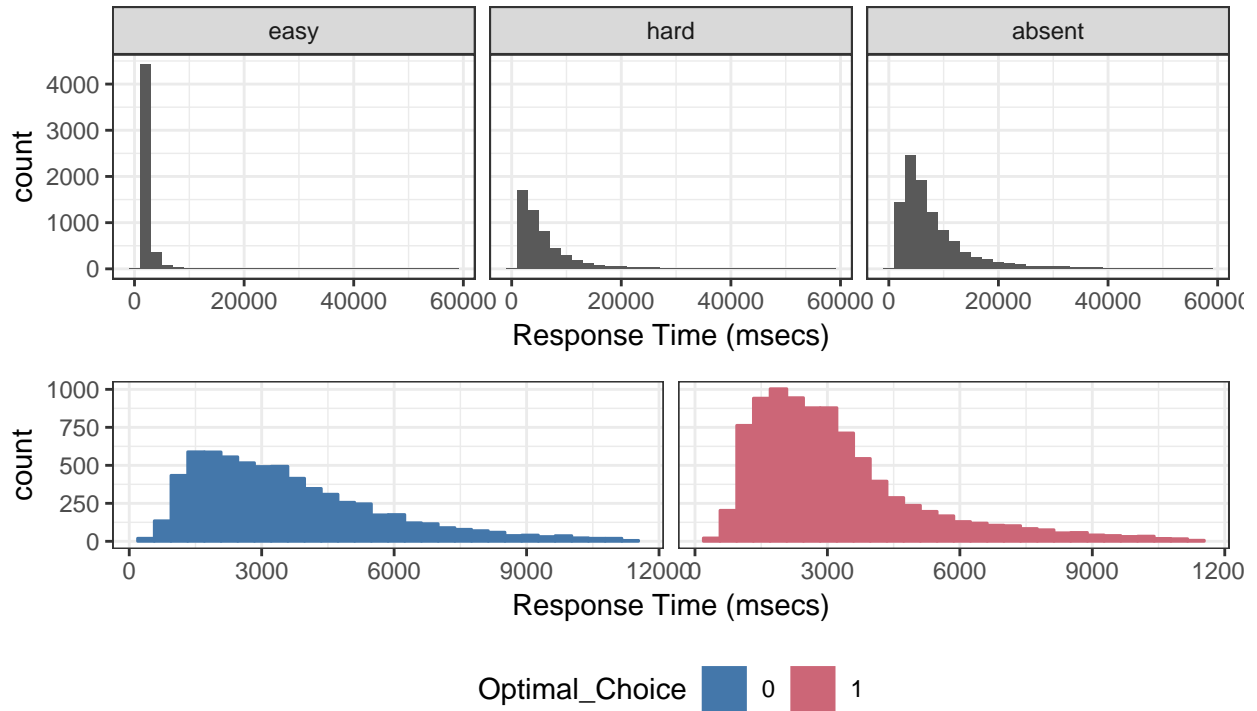 easy hard absent
4000
3000
2000
1000
0
count
0 20000 40000 60000 0 20000 40000 60000 0 20000 40000 60000
Response Time (msecs)
1000
750
500
250
0
count
0 3000 6000 9000 12000 0 3000 6000 9000 1200
Response Time (msecs)
Optimal_Choice 0 1